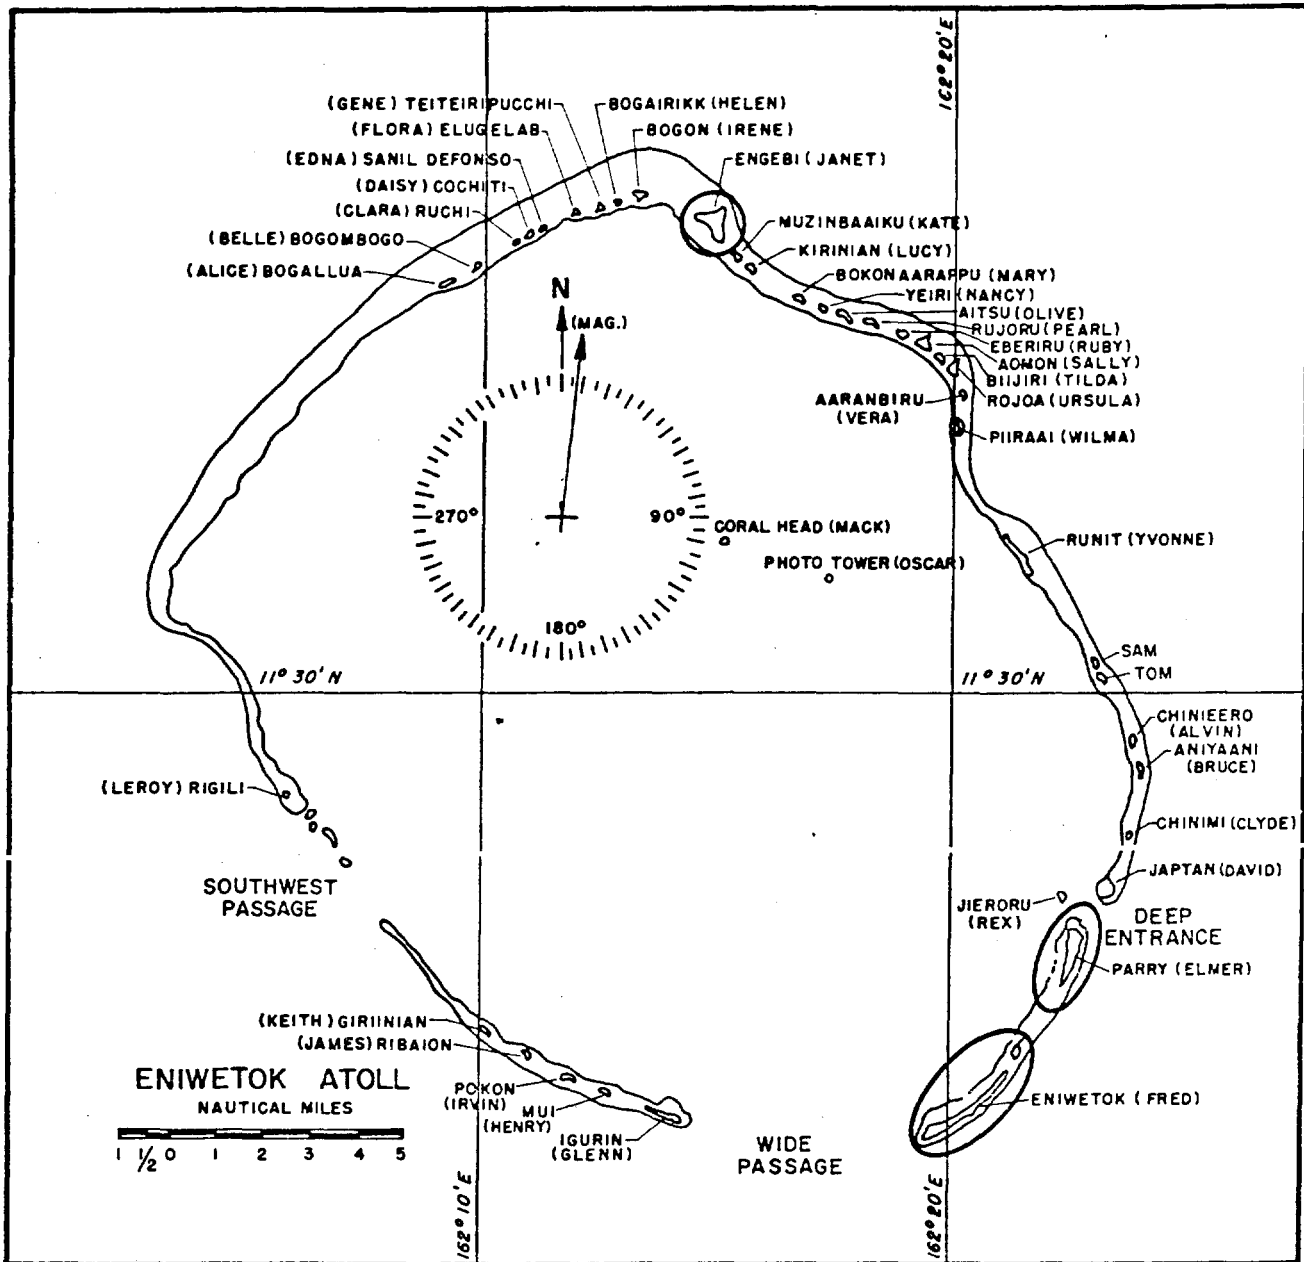 162° 20' E
(GENE) TEITEIRIPUCCHI
BOGAIRIKK (HELEN)
(FLORA) ELUGELAB
BOGON (IRENE)
(EDNA) SANIL DEFONSO
ENGEBI (JANET)
(DAISY) COCHITI
(CLARA) RUCHI
MUZINBAAIKU (KATE)
(BELLE) BOGOMBOGO
KIRINIAN (LUCY)
(ALICE) BOGALLUA
BOKONAARAPPU (MARY)
N
YEIRI (NANCY)
AITSU (OLIVE)
(MAG.)
RUJORU (PEARL)
EBERIRU (RUBY)
AOMON (SALLY)
BIIJIRI (TILDA)
AARANBIRU
(VERA)
ROJOA (URSULA)
PIIRAAI (WILMA)
270°
90°
CORAL HEAD (MACK)
RUNIT (YVONNE)
PHOTO TOWER (OSCAR)
180°
SAM
TOM
11° 30' N
11° 30' N
CHINIEERO
(ALVIN)
ANIYAANI
(BRUCE)
(LEROY) RIGILI
CHINIMI (CLYDE)
JAPTAN (DAVID)
SOUTHWEST
PASSAGE
JIERORU
(REX)
DEEP
ENTRANCE
PARRY (ELMER)
(KEITH) GIRIINIAN
(JAMES) RIBAION
ENIWETOK ATOLL
NAUTICAL MILES
1 1/2 0 1 2 3 4 5
POKON
(IRVIN)
MUI
(HENRY)
IGURIN
(GLENN)
ENIWETOK (FRED)
WIDE
PASSAGE
162° 10' E
162° 20' E